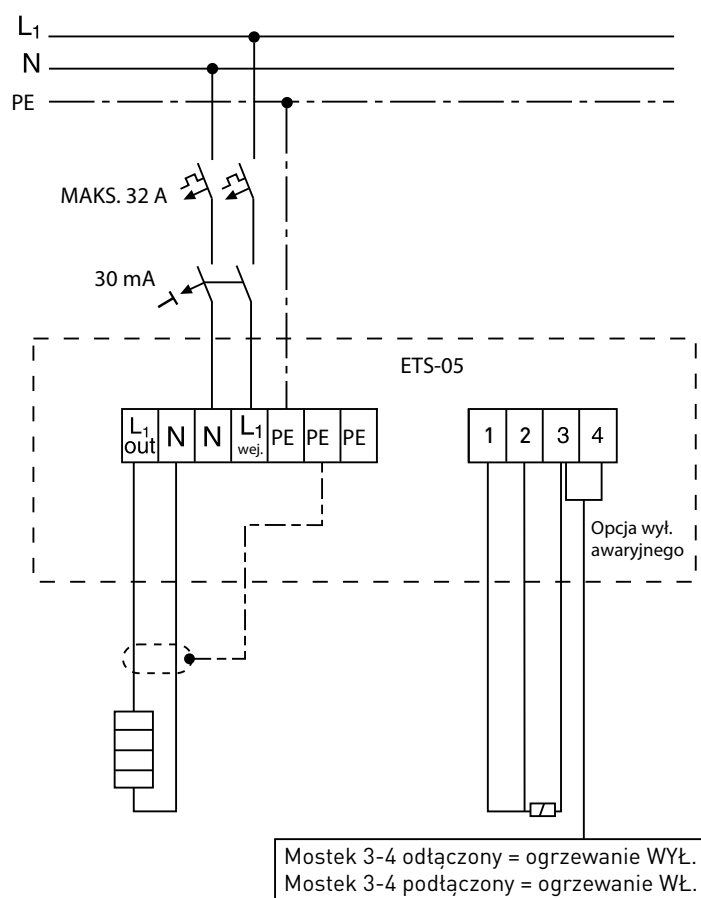 L1
N
PE
MAKS. 32 A
30 mA
ETS-05
L1 out N N L1 wej. PE PE PE
1 2 3 4
Opcja wył.
awaryjnego
Mostek 3-4 odłączony = ogrzewanie WYŁ.
Mostek 3-4 podłączony = ogrzewanie WŁ.